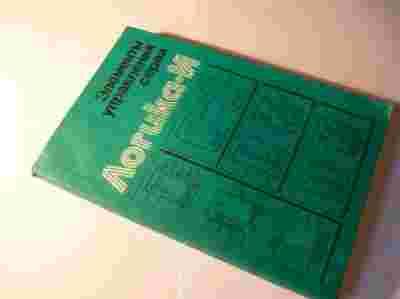 Элементы
управления
серии
Логика-И